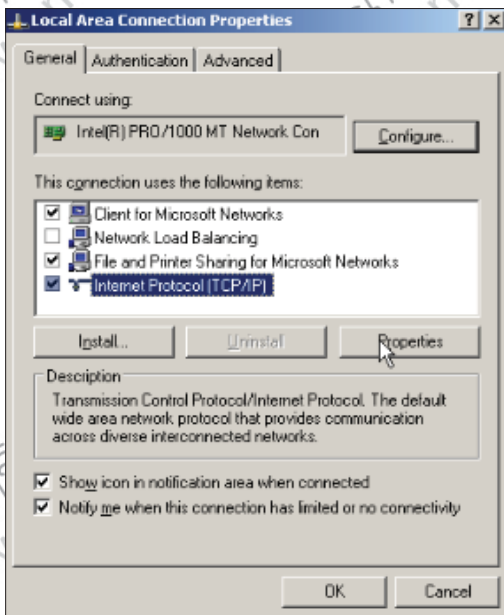 Local Area Connection Properties
General Authentication Advanced
Connect using:
Intel(R) PRO/1000 MT Network Con Configure...
This connection uses the following items:
Client for Microsoft Networks
Network Load Balancing
File and Printer Sharing for Microsoft Networks
Internet Protocol (TCP/IP)
Install... Uninstall Properties
Description
Transmission Control Protocol/Internet Protocol. The default
wide area network protocol that provides communication
across diverse interconnected networks.
Show icon in notification area when connected
Notify me when this connection has limited or no connectivity
OK Cancel